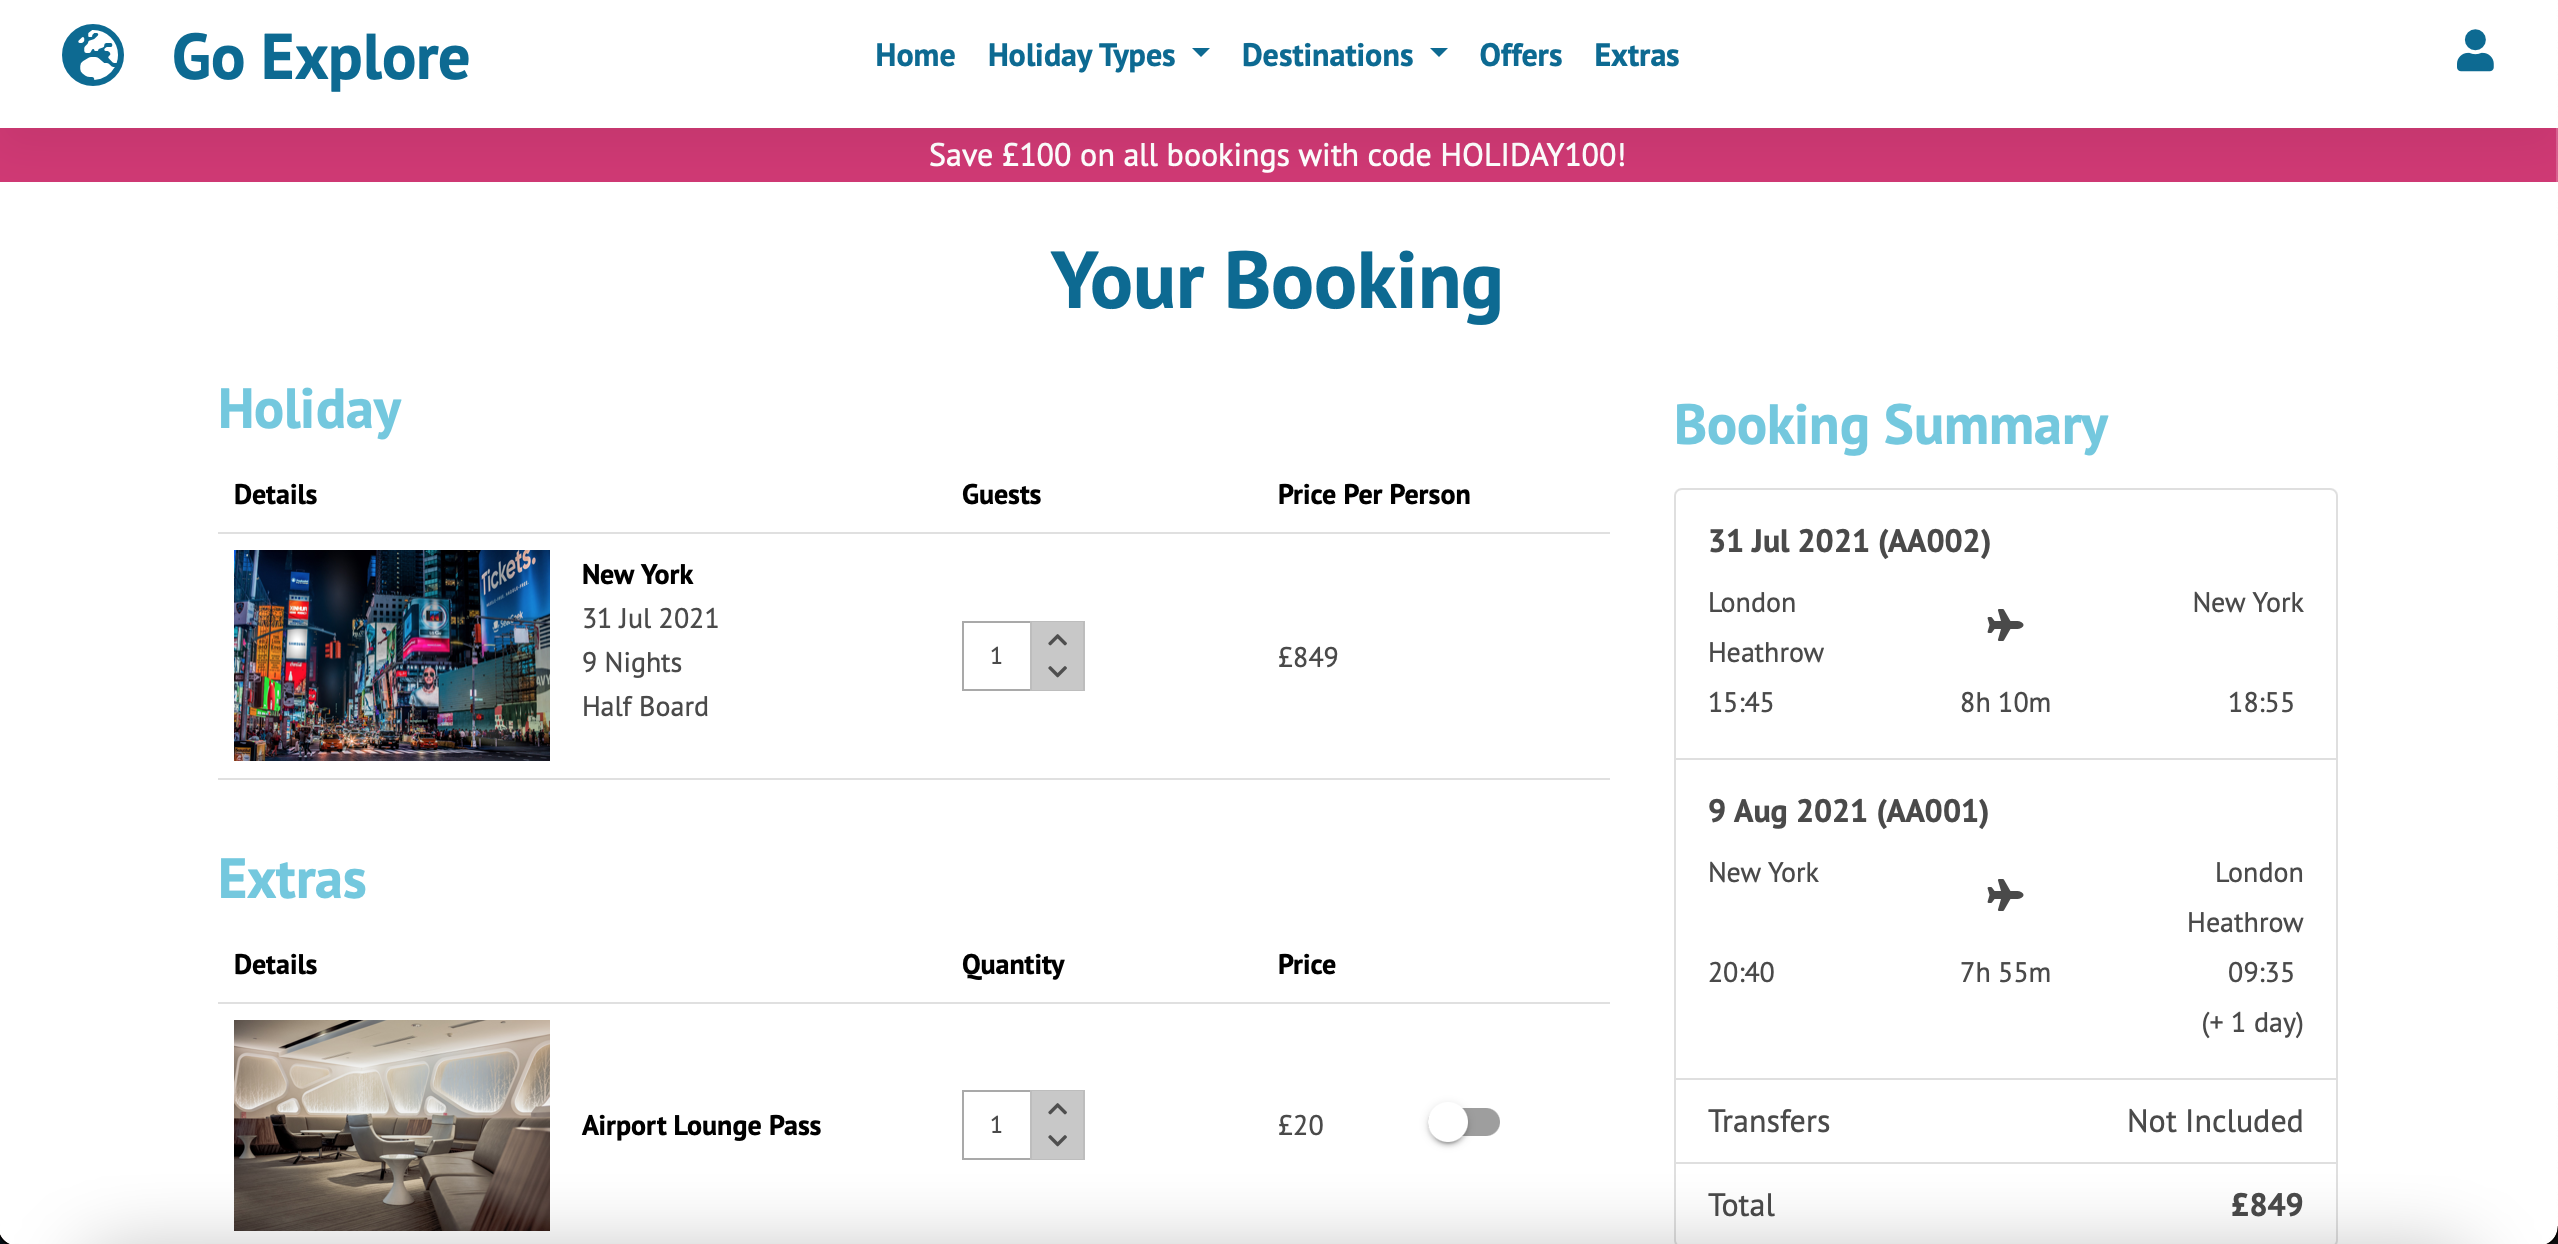 Go Explore
Home Holiday Types Destinations Offers Extras
Save £100 on all bookings with code HOLIDAY100!
Your Booking
Holiday
Details Guests Price Per Person
Tickets.
New York
31 Jul 2021
9 Nights
Half Board
1
£849
Extras
Details Quantity Price
Airport Lounge Pass
1
£20
Booking Summary
31 Jul 2021 (AA002)
London New York
Heathrow
15:45 8h 10m 18:55
9 Aug 2021 (AA001)
New York London
Heathrow
20:40 7h 55m 09:35
(+ 1 day)
Transfers Not Included
Total £849